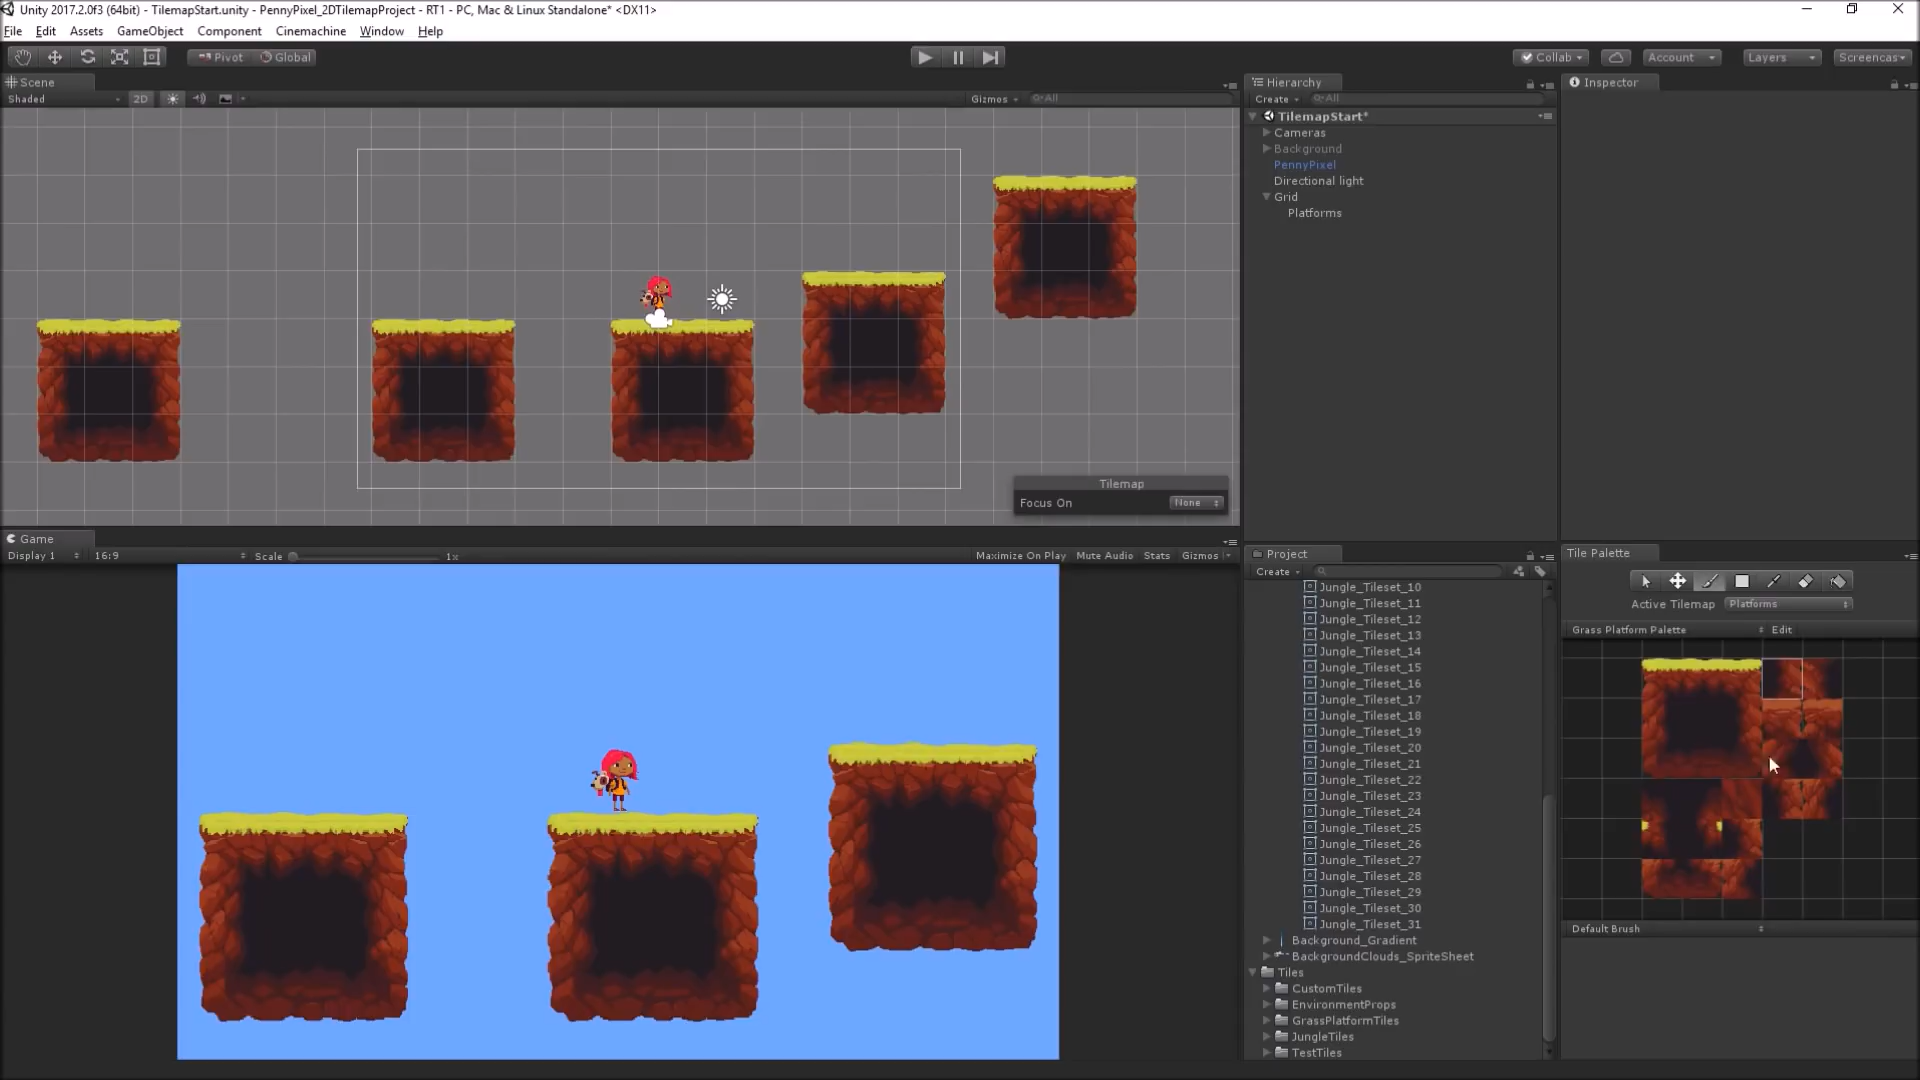 Unity 2017.2.0f3 (64bit) - TilemapStart.unity - PennyPixel_2DTilemapProject - RT1 - PC, Mac & Linux Standalone* <DX11>
File Edit Assets GameObject Component Cinemachine Window Help
Pivot Global Collab Account Layers Screencas
Scene
Shaded 2D Gizmos All
Tilemap
Focus On None
Hierarchy
Create All
TilemapStart*
Cameras
Background
PennyPixel
Directional light
Grid
Platforms
Inspector
Game
Display 1 16:9 Scale 1x Maximize On Play Mute Audio Stats Gizmos
Project
Create
Jungle_Tileset_10
Jungle_Tileset_11
Jungle_Tileset_12
Jungle_Tileset_13
Jungle_Tileset_14
Jungle_Tileset_15
Jungle_Tileset_16
Jungle_Tileset_17
Jungle_Tileset_18
Jungle_Tileset_19
Jungle_Tileset_20
Jungle_Tileset_21
Jungle_Tileset_22
Jungle_Tileset_23
Jungle_Tileset_24
Jungle_Tileset_25
Jungle_Tileset_26
Jungle_Tileset_27
Jungle_Tileset_28
Jungle_Tileset_29
Jungle_Tileset_30
Jungle_Tileset_31
Background_Gradient
BackgroundClouds_SpriteSheet
Tiles
CustomTiles
EnvironmentProps
GrassPlatformTiles
JungleTiles
TestTiles
Tile Palette
Active Tilemap Platforms
Grass Platform Palette Edit
Default Brush